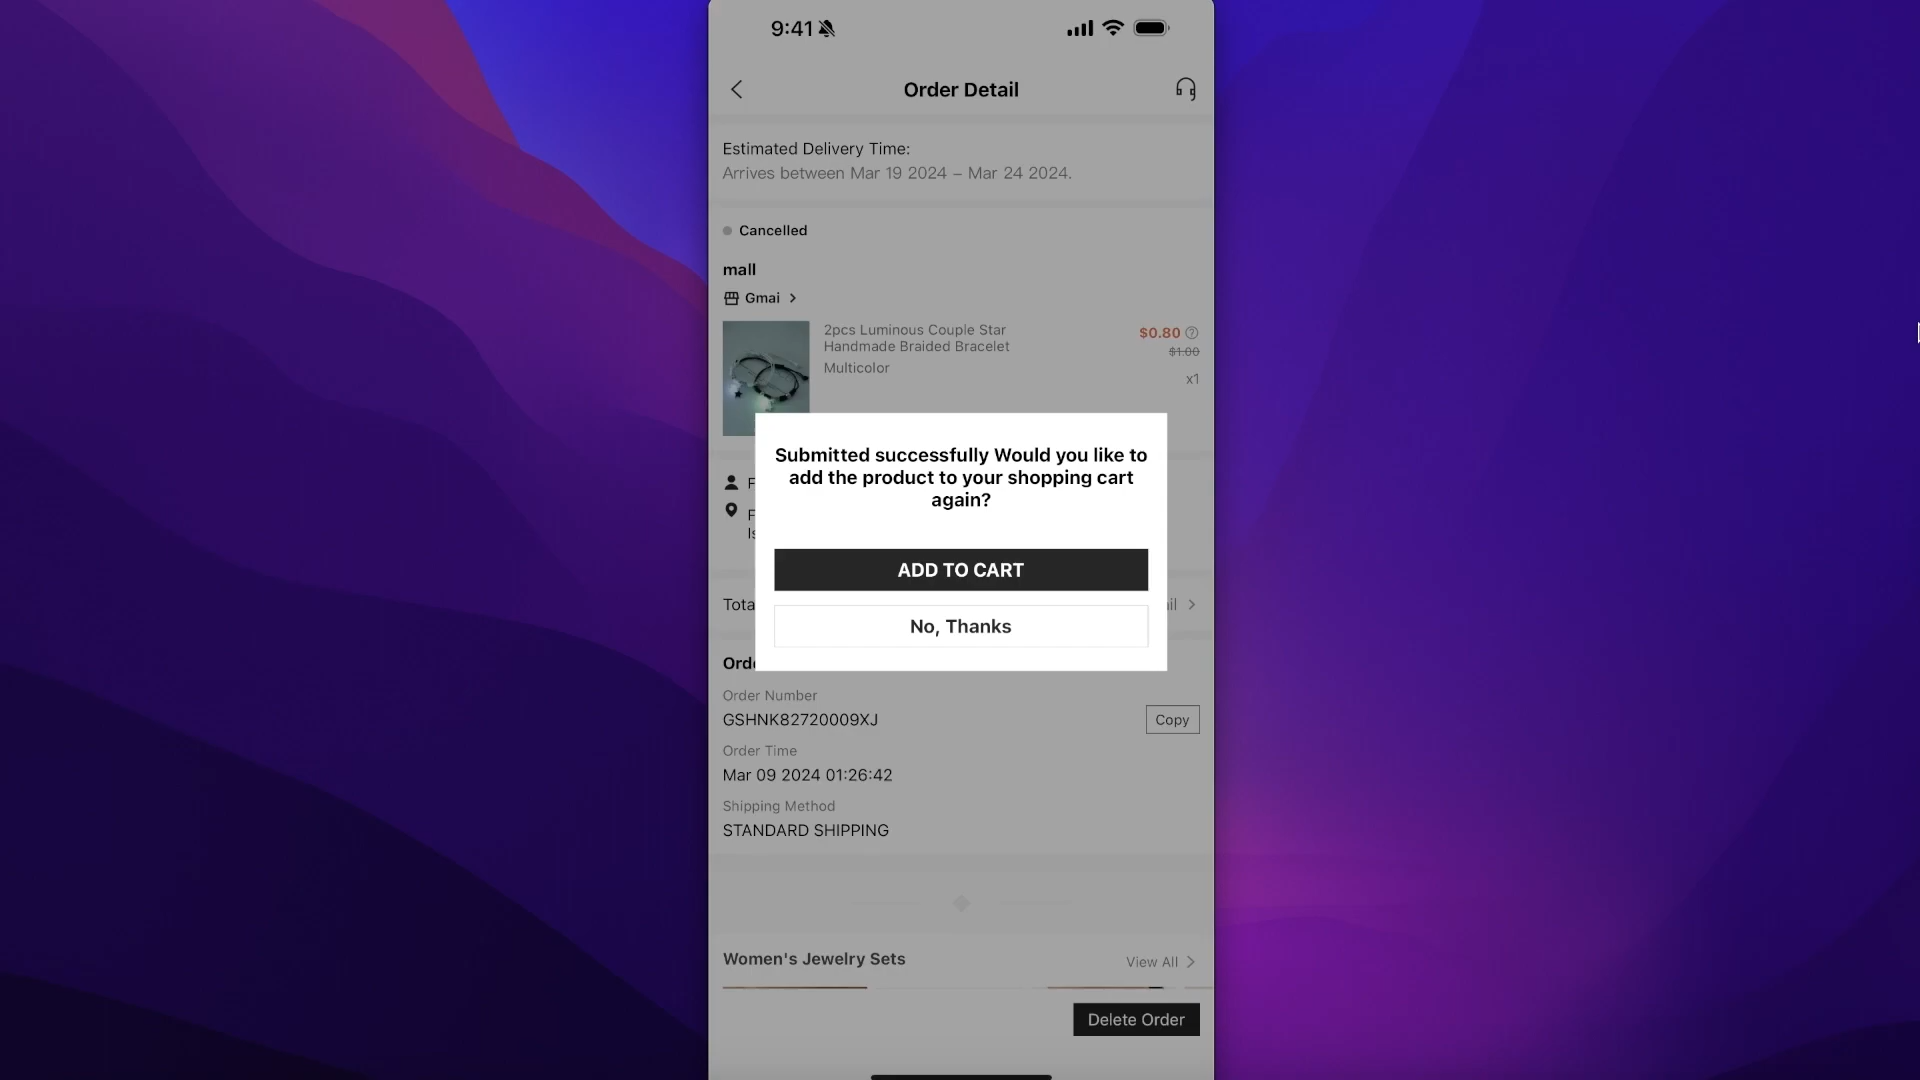 9:41
Order Detail
Estimated Delivery Time:
Arrives between Mar 19 2024 – Mar 24 2024.
Cancelled
mall
Gmai
2pcs Luminous Couple Star
Handmade Braided Bracelet
Multicolor
$0.80
$1.00
x1
Submitted successfully Would you like to
add the product to your shopping cart
again?
ADD TO CART
No, Thanks
Order Number
GSHNK82720009XJ
Copy
Order Time
Mar 09 2024 01:26:42
Shipping Method
STANDARD SHIPPING
Women's Jewelry Sets
View All
Delete Order